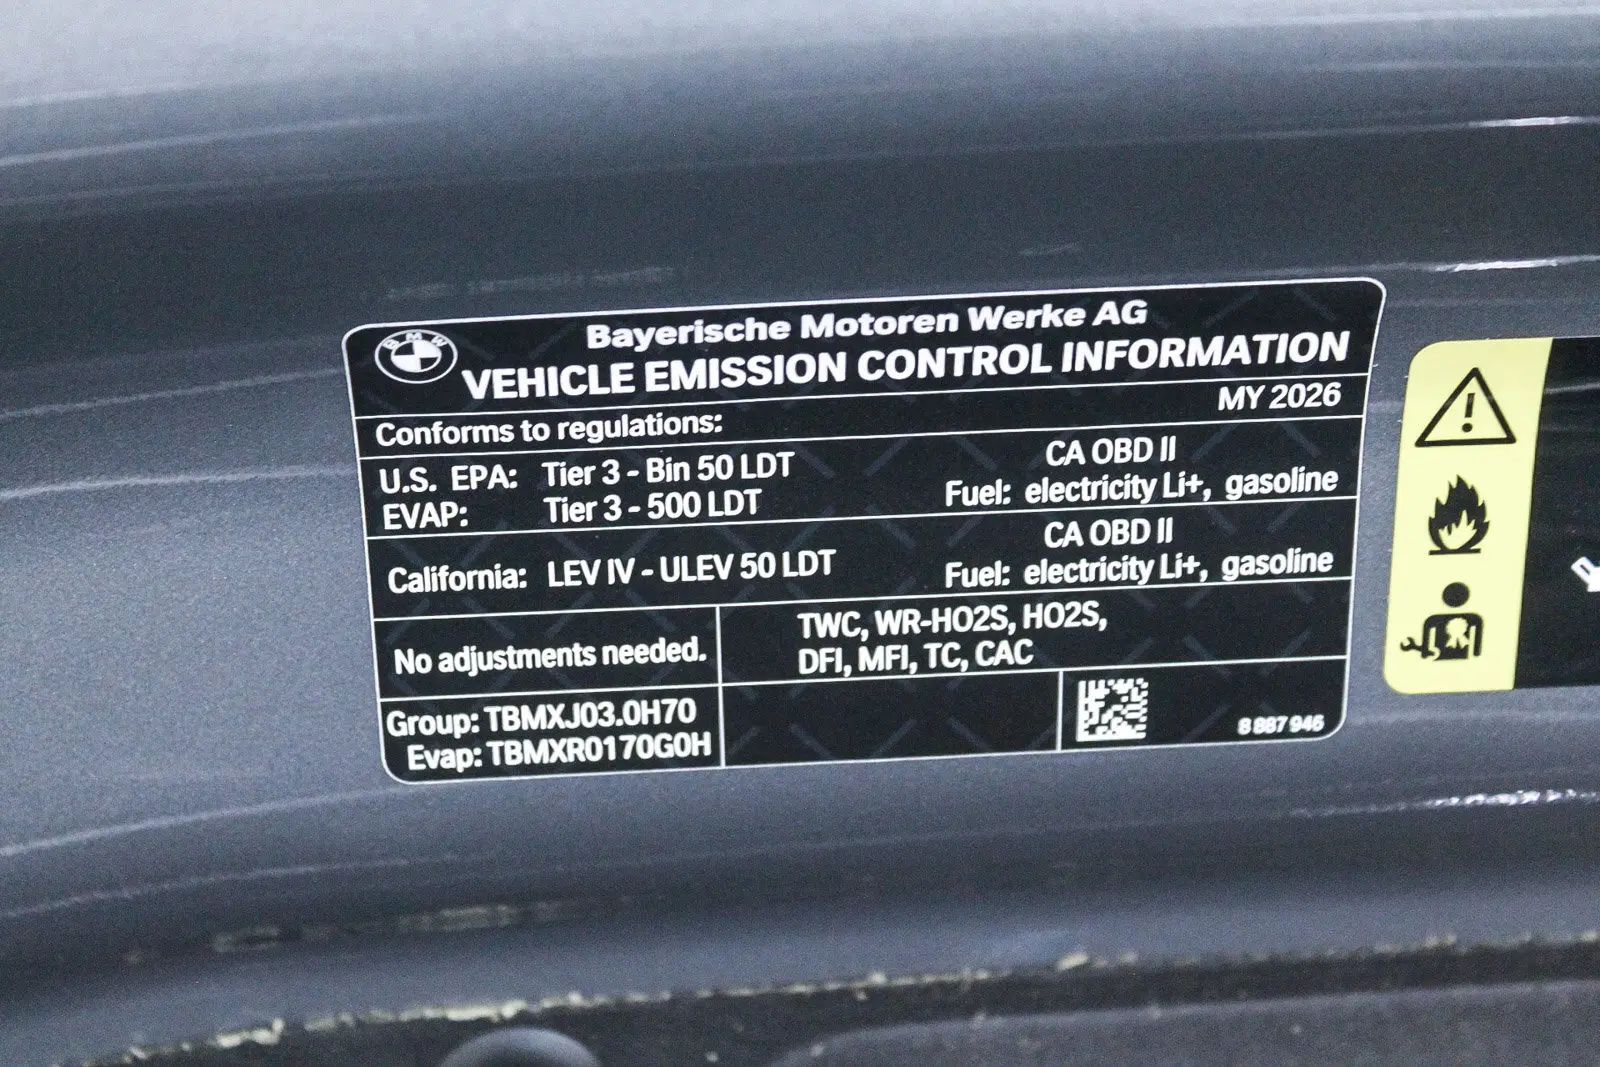 BMW
Bayerische Motoren Werke AG
VEHICLE EMISSION CONTROL INFORMATION
MY 2026
Conforms to regulations:
U.S. EPA: Tier 3 - Bin 50 LDT CA OBD II
EVAP: Tier 3 - 500 LDT Fuel: electricity Li+, gasoline
California: LEV IV - ULEV 50 LDT CA OBD II
Fuel: electricity Li+, gasoline
No adjustments needed.
TWC, WR-HO2S, HO2S,
DFI, MFI, TC, CAC
Group: TBMXJ03.0H70
Evap: TBMXR0170G0H
8 887 946